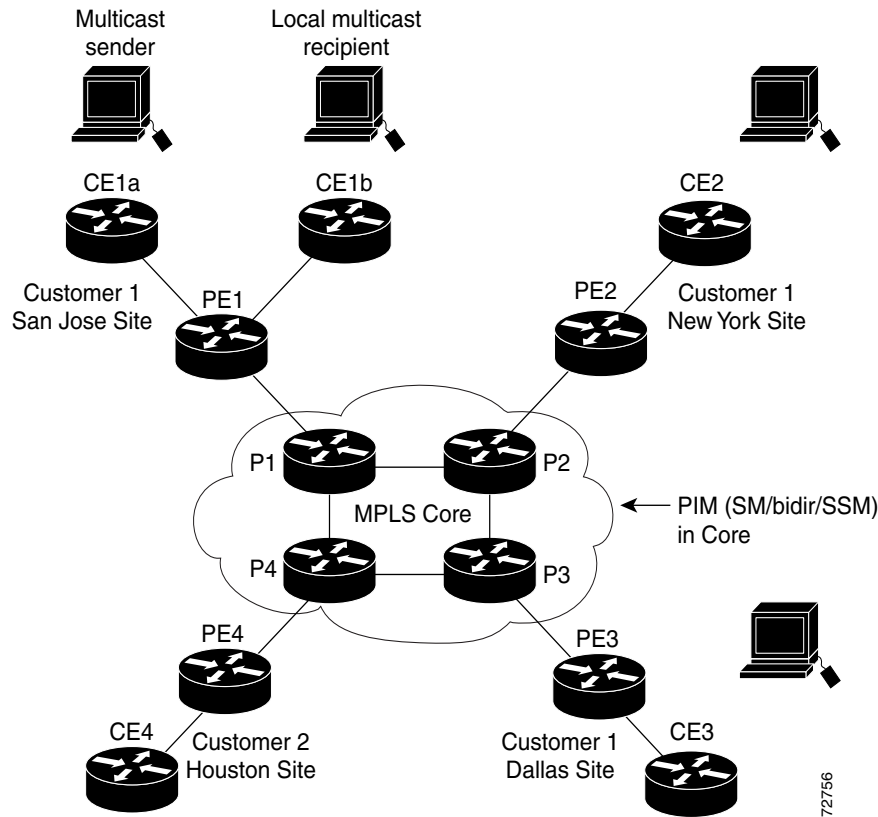 Multicast
sender
Local multicast
recipient
CE1a
CE1b
CE2
Customer 1
San Jose Site
PE1
PE2
Customer 1
New York Site
P1
P2
MPLS Core
PIM (SM/bidir/SSM)
in Core
P4
P3
PE4
PE3
CE4
Customer 2
Houston Site
Customer 1
Dallas Site
CE3
72756